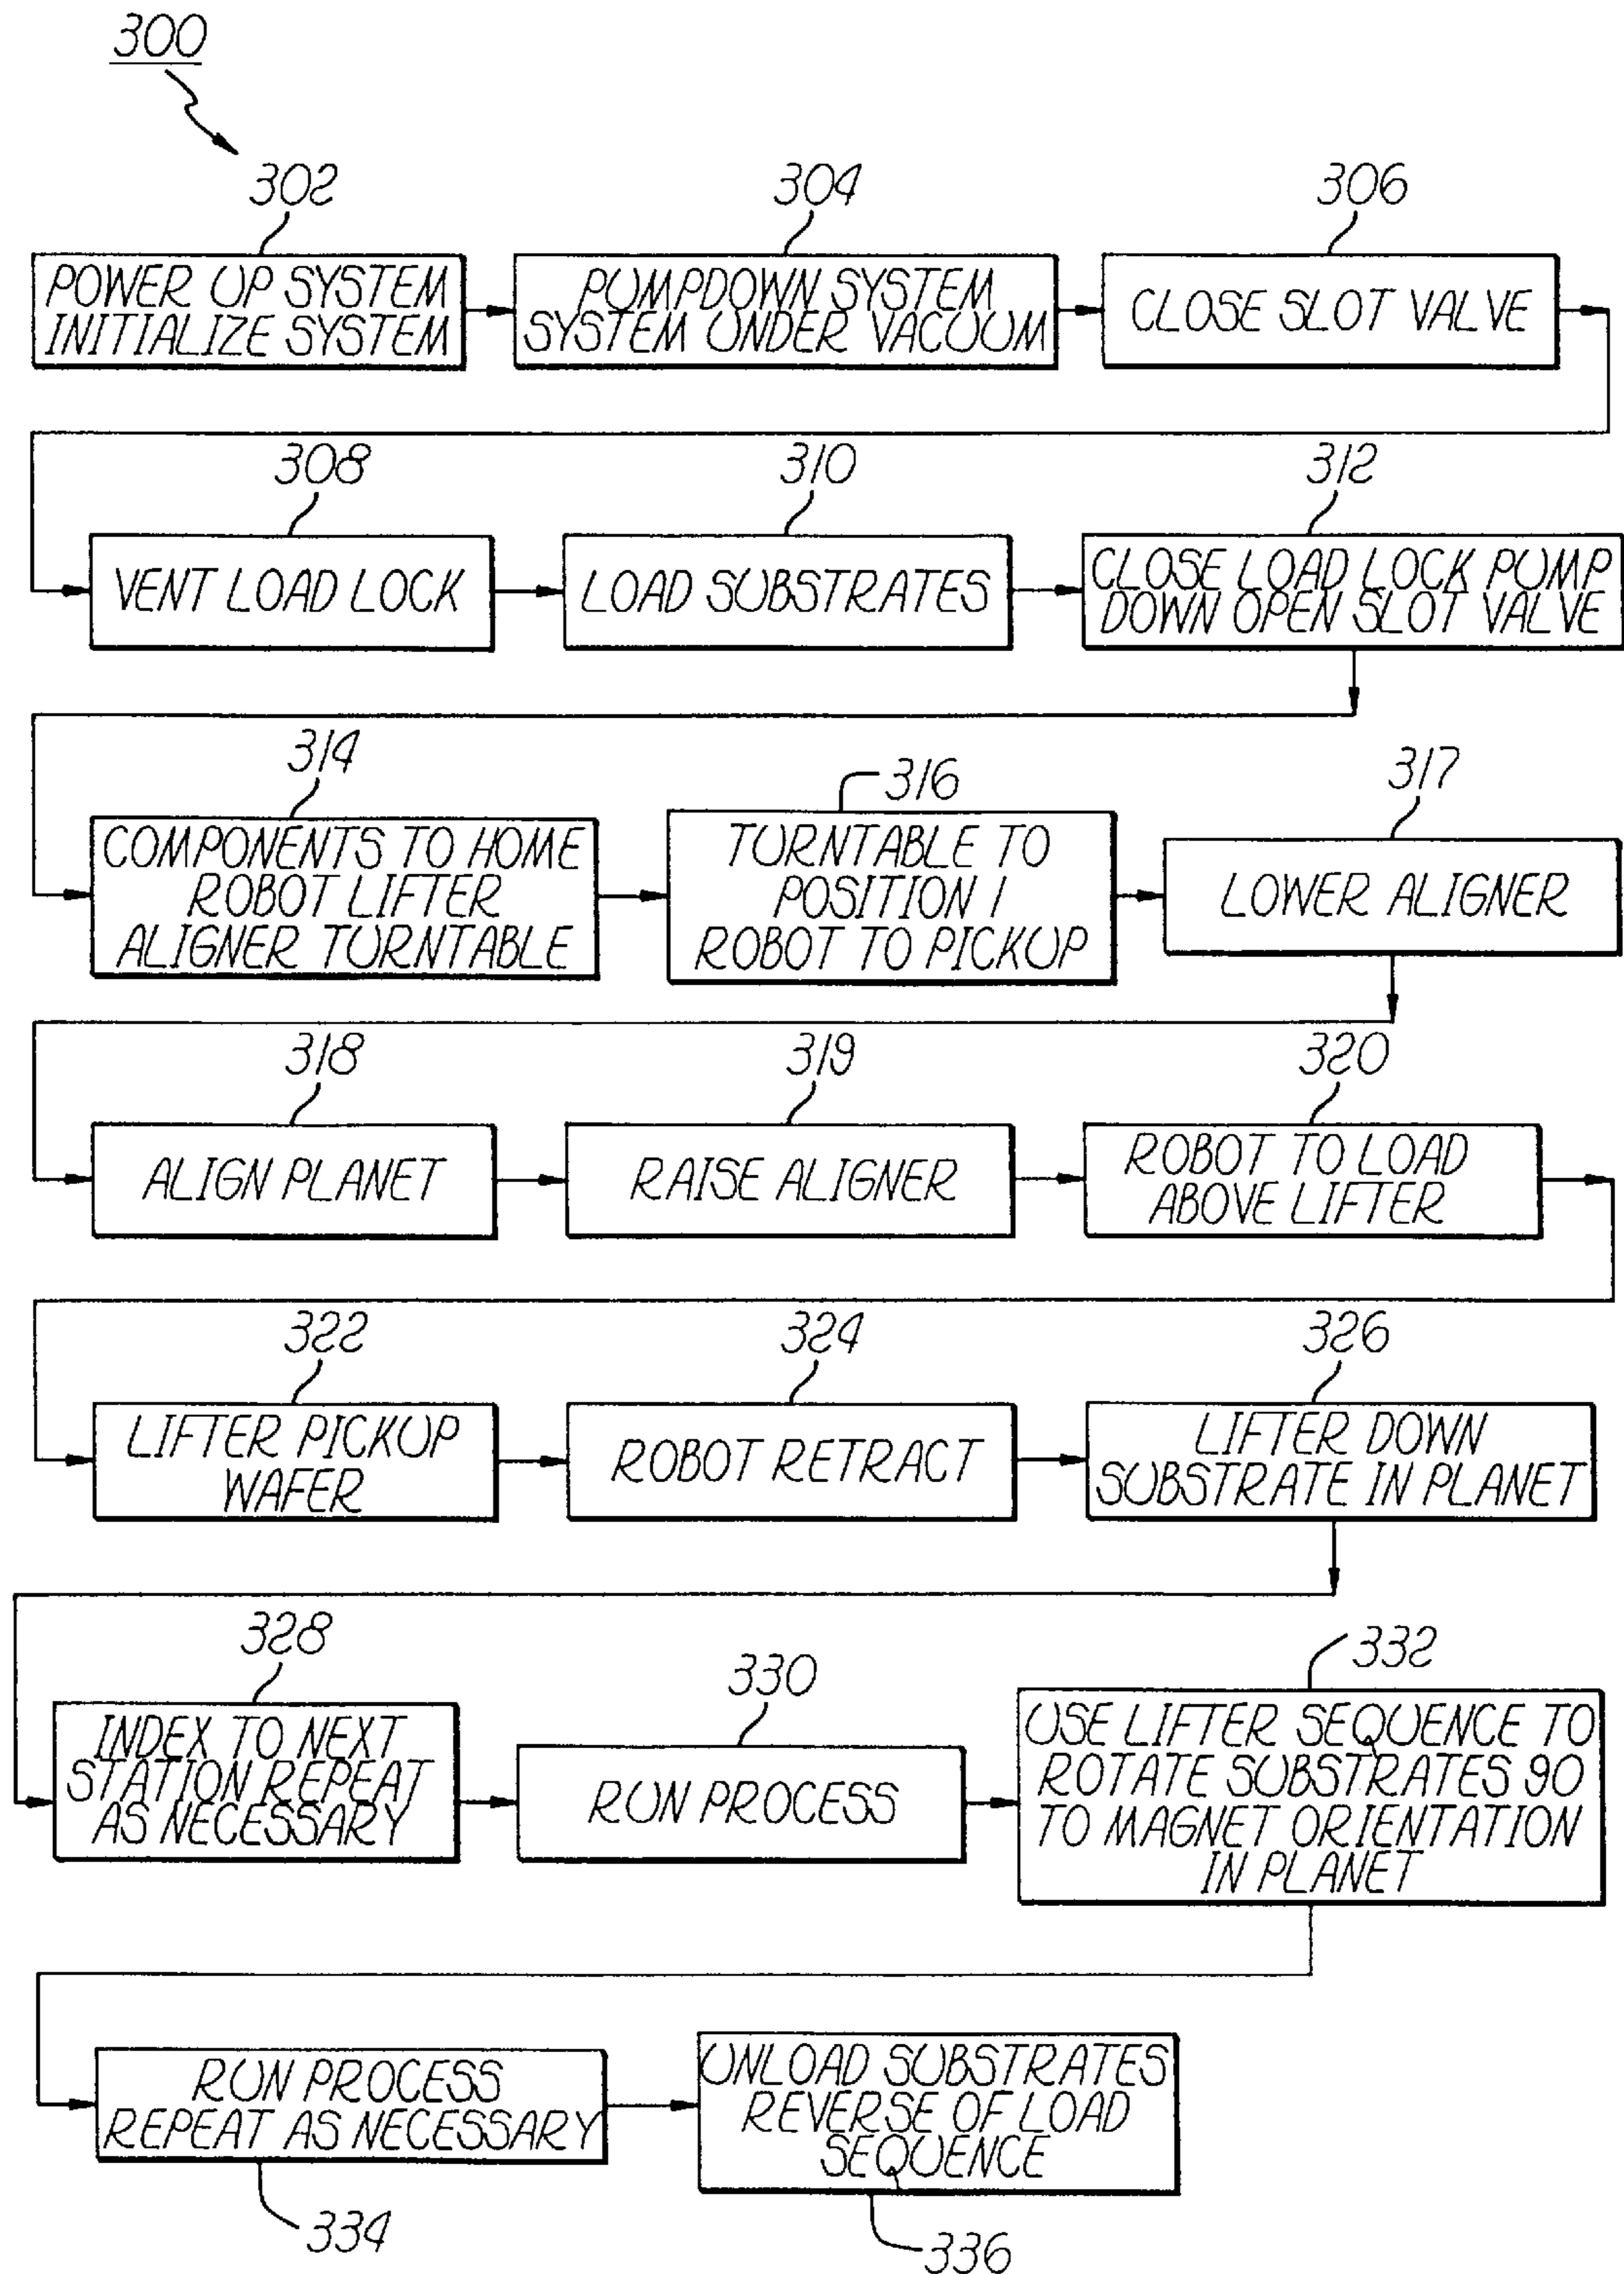 300
302
POWER UP SYSTEM
INITIALIZE SYSTEM
304
PUMPDOWN SYSTEM
SYSTEM UNDER VACUUM
306
CLOSE SLOT VALVE
308
VENT LOAD LOCK
310
LOAD SUBSTRATES
312
CLOSE LOAD LOCK PUMP
DOWN OPEN SLOT VALVE
314
COMPONENTS TO HOME
ROBOT LIFTER
ALIGNER TURNTABLE
316
TURNTABLE TO
POSITION 1
ROBOT TO PICKUP
317
LOWER ALIGNER
318
ALIGN PLANET
319
RAISE ALIGNER
320
ROBOT TO LOAD
ABOVE LIFTER
322
LIFTER PICKUP
WAFER
324
ROBOT RETRACT
326
LIFTER DOWN
SUBSTRATE IN PLANET
328
INDEX TO NEXT
STATION REPEAT
AS NECESSARY
330
RUN PROCESS
332
USE LIFTER SEQUENCE TO
ROTATE SUBSTRATES 90
TO MAGNET ORIENTATION
IN PLANET
RUN PROCESS
REPEAT AS NECESSARY
334
UNLOAD SUBSTRATES
REVERSE OF LOAD
SEQUENCE
336